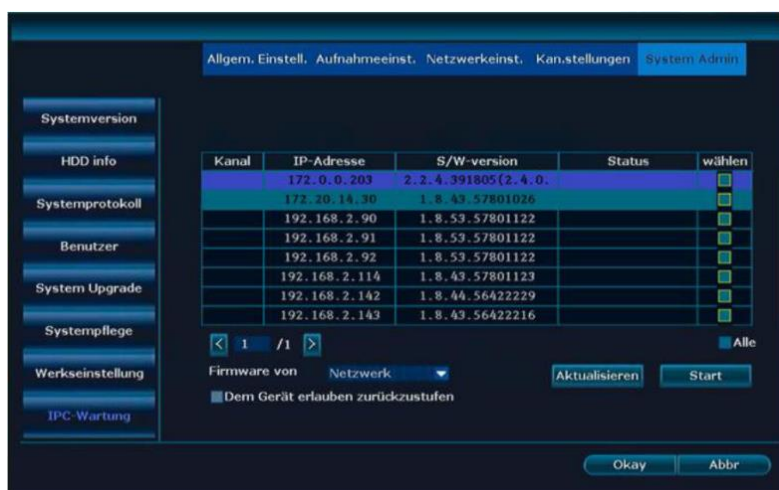 Allgem. Einstell. Aufnahmeeinst. Netzwerkeinst. Kan.stellungen System Admin
Systemversion
HDD info
Systemprotokoll
Benutzer
System Upgrade
Systempflege
Werkseinstellung
IPC-Wartung
Kanal IP-Adresse S/W-version Status wählen
172.0.0.203 2.2.4.391805(2.4.0.
172.20.14.30 1.8.43.57801026
192.168.2.90 1.8.53.57801122
192.168.2.91 1.8.53.57801122
192.168.2.92 1.8.53.57801122
192.168.2.114 1.8.43.57801123
192.168.2.142 1.8.44.56422229
192.168.2.143 1.8.43.56422216
< 1 /1 > Alle
Firmware von Netzwerk Aktualisieren Start
Dem Gerät erlauben zurückzustufen
Okay Abbr